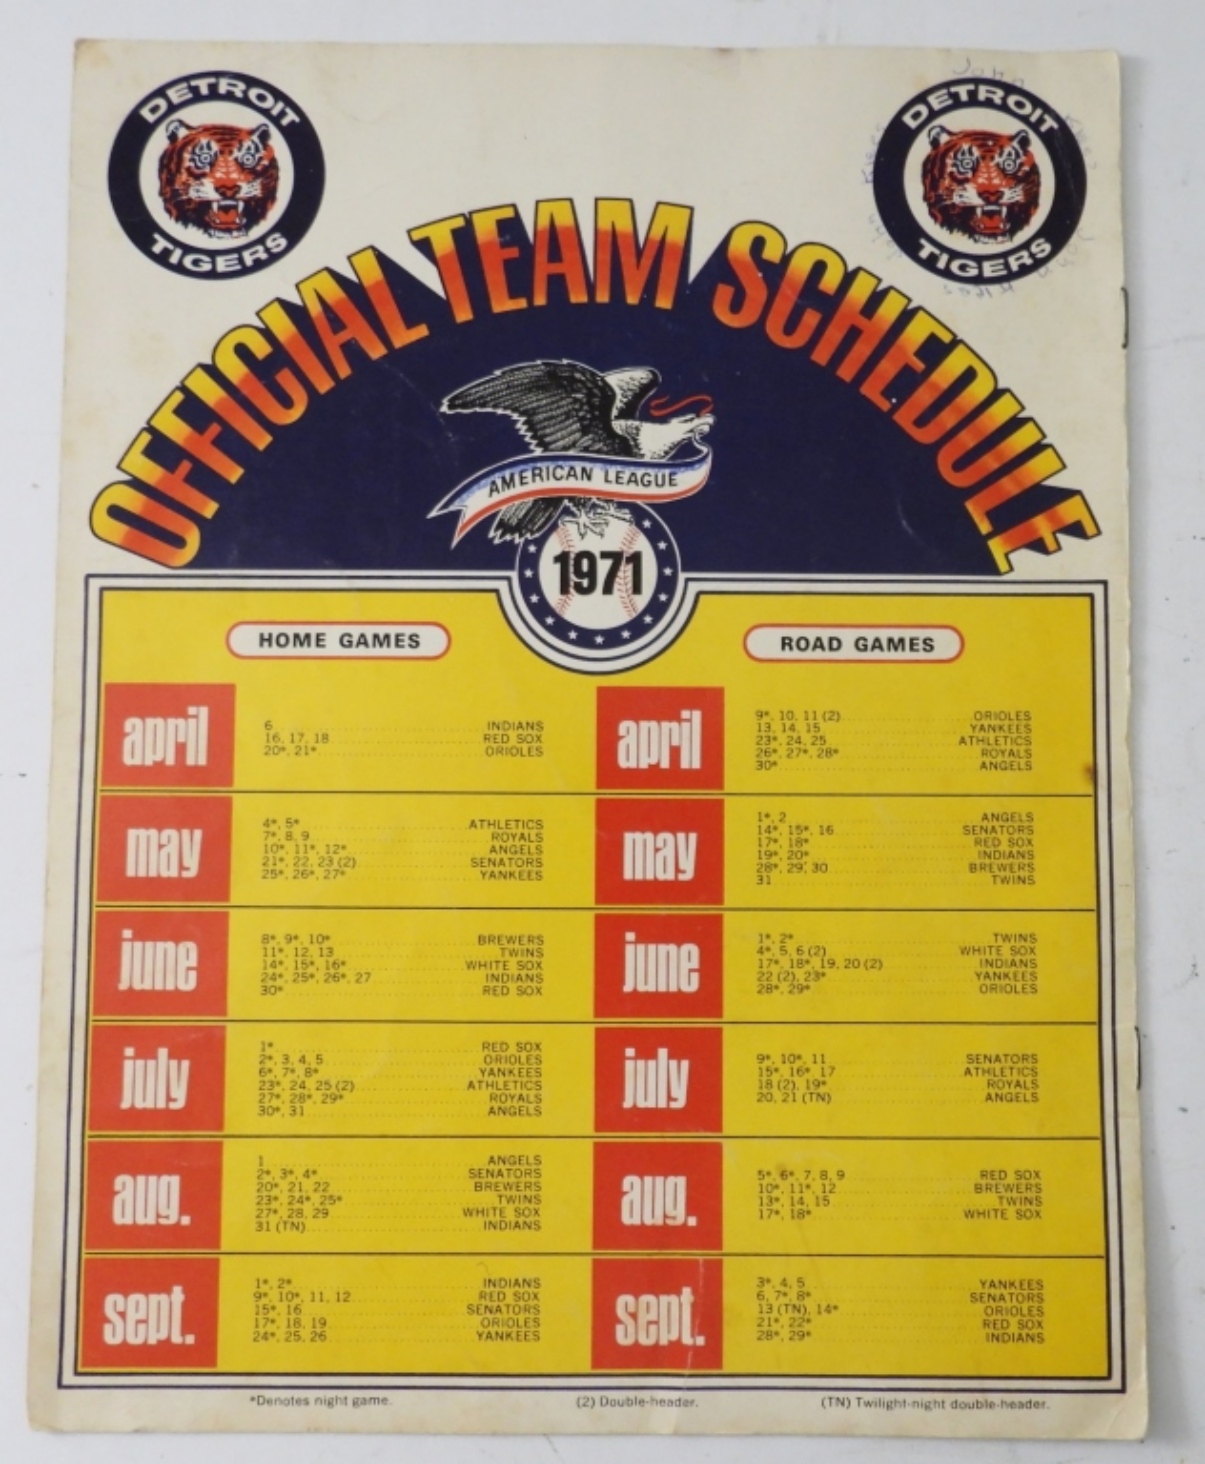 DETROIT
TIGERS
John Kies
DETROIT
TIGERS
OFFICIAL TEAM SCHEDULE
AMERICAN LEAGUE
1971
HOME GAMES
april
6 INDIANS
16, 17, 18 RED SOX
20*, 21* ORIOLES
may
4*, 5* ATHLETICS
7*, 8, 9 ROYALS
10*, 11*, 12* ANGELS
21*, 22, 23 (2) SENATORS
25*, 26*, 27* YANKEES
june
8*, 9*, 10* BREWERS
11*, 12, 13 TWINS
14*, 15*, 16* WHITE SOX
24*, 25*, 26*, 27 INDIANS
30* RED SOX
july
1* RED SOX
2*, 3, 4, 5 ORIOLES
6*, 7*, 8* YANKEES
23*, 24, 25 (2) ATHLETICS
27*, 28*, 29* ROYALS
30*, 31 ANGELS
aug.
1 ANGELS
2*, 3*, 4* SENATORS
20*, 21, 22 BREWERS
23*, 24*, 25* TWINS
27*, 28, 29 WHITE SOX
31 (TN) INDIANS
sept.
1*, 2* INDIANS
9*, 10*, 11, 12 RED SOX
15*, 16 SENATORS
17*, 18, 19 ORIOLES
24*, 25, 26 YANKEES
ROAD GAMES
april
9*, 10, 11 (2) ORIOLES
13, 14, 15 YANKEES
23*, 24, 25 ATHLETICS
26*, 27*, 28* ROYALS
30* ANGELS
may
1*, 2 ANGELS
14*, 15*, 16 SENATORS
17*, 18* RED SOX
19*, 20* INDIANS
28*, 29, 30 BREWERS
31 TWINS
june
1*, 2* TWINS
4*, 5, 6 (2) WHITE SOX
17*, 18*, 19, 20 (2) INDIANS
22 (2), 23* YANKEES
28*, 29* ORIOLES
july
9*, 10*, 11 SENATORS
15*, 16*, 17 ATHLETICS
18 (2), 19* ROYALS
20, 21 (TN) ANGELS
aug.
5*, 6*, 7, 8, 9 RED SOX
10*, 11*, 12 BREWERS
13*, 14, 15 TWINS
17*, 18* WHITE SOX
sept.
3*, 4, 5 YANKEES
6, 7*, 8* SENATORS
13 (TN), 14* ORIOLES
21*, 22* RED SOX
28*, 29* INDIANS
*Denotes night game. (2) Double-header. (TN) Twilight-night double-header.